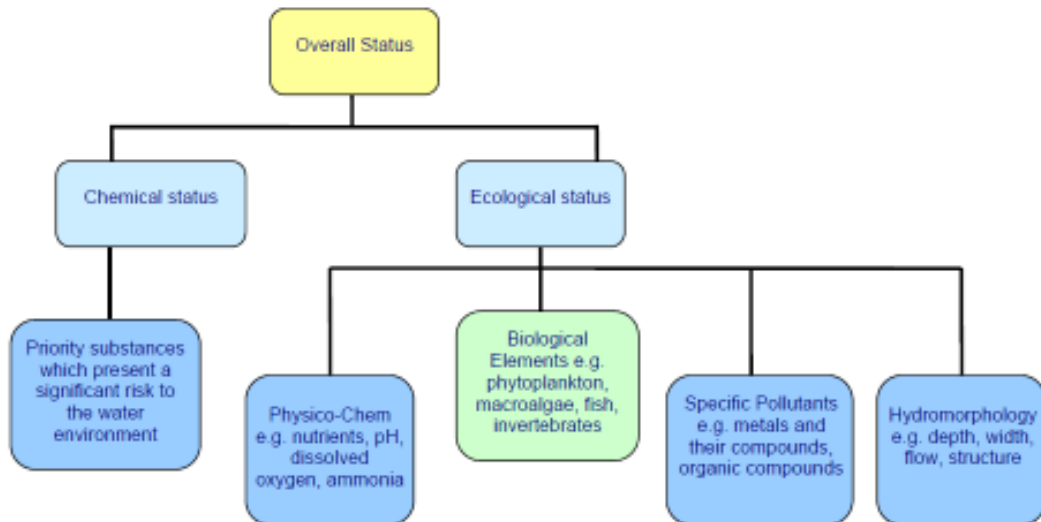 Overall Status
Chemical status
Ecological status
Priority substances
which present a
significant risk to
the water
environment
Physico-Chem
e.g. nutrients, pH,
dissolved
oxygen, ammonia
Biological
Elements e.g.
phytoplankton,
macroalgae, fish,
invertebrates
Specific Pollutants
e.g. metals and
their compounds,
organic compounds
Hydromorphology
e.g. depth, width,
flow, structure